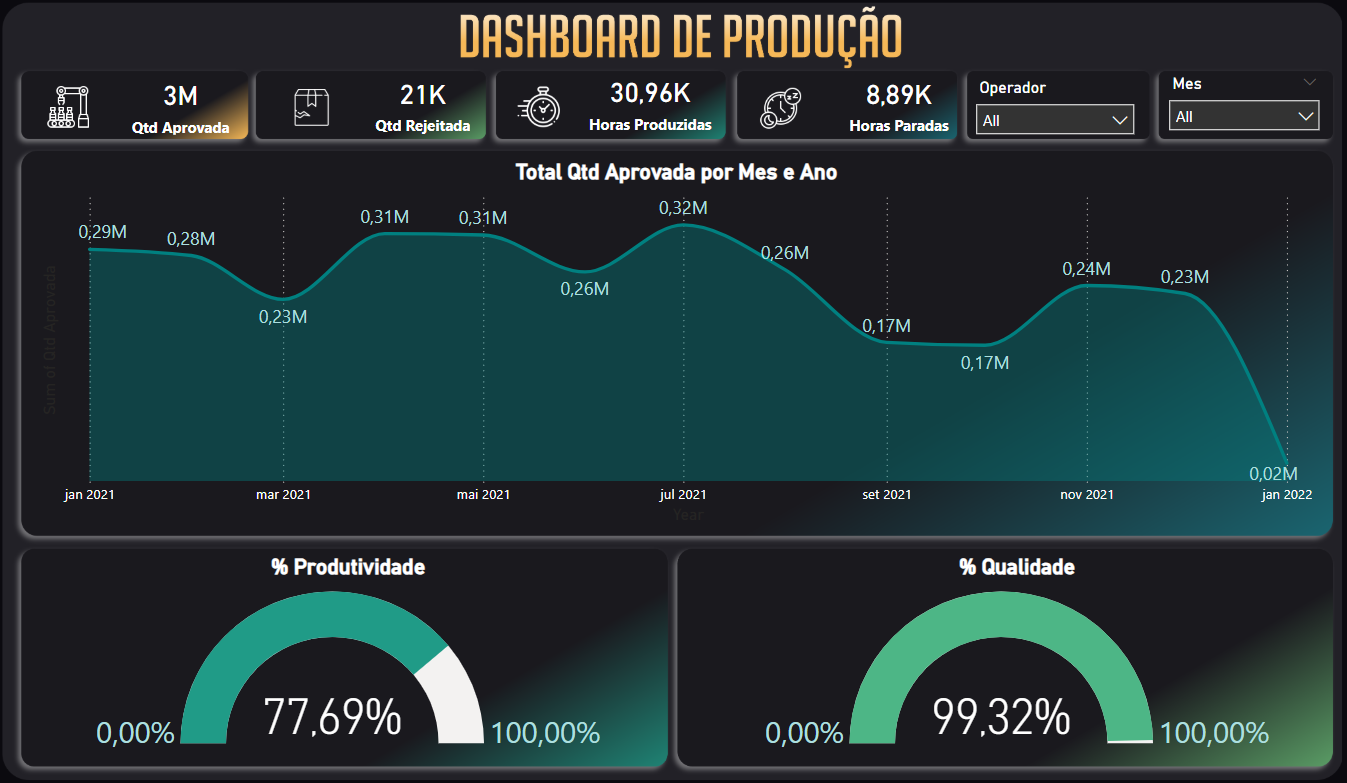 DASHBOARD DE PRODUÇÃO
3M
Qtd Aprovada
21K
Qtd Rejeitada
30,96K
Horas Produzidas
8,89K
Horas Paradas
Operador
All
Mes
All
Total Qtd Aprovada por Mes e Ano
Sum of Qtd Aprovada
0,29M
0,28M
0,23M
0,31M
0,31M
0,26M
0,32M
0,26M
0,17M
0,17M
0,24M
0,23M
0,02M
jan 2021
mar 2021
mai 2021
jul 2021
set 2021
nov 2021
jan 2022
Year
% Produtividade
0,00%
77,69%
100,00%
% Qualidade
0,00%
99,32%
100,00%